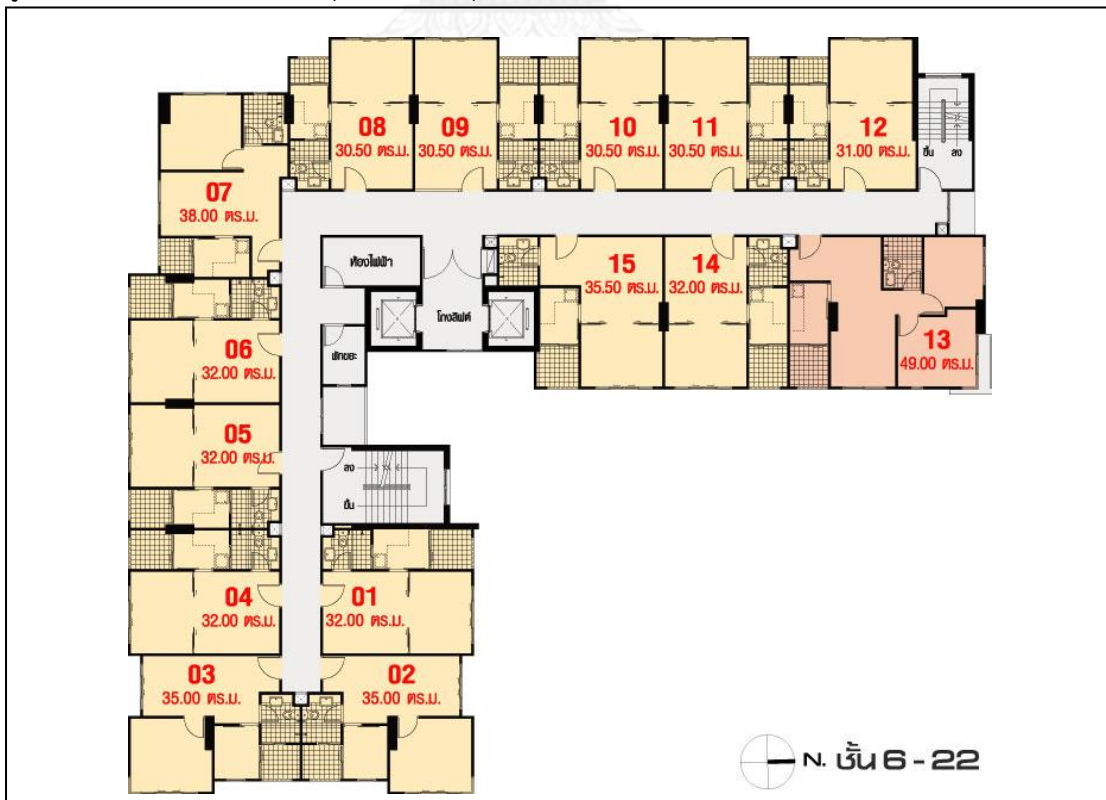 08
30.50 ตร.ม.
09
30.50 ตร.ม.
10
30.50 ตร.ม.
11
30.50 ตร.ม.
12
31.00 ตร.ม.
ขึ้น
ลง
07
38.00 ตร.ม.
ห้องไฟฟ้า
โถงลิฟต์
15
35.50 ตร.ม.
14
32.00 ตร.ม.
13
49.00 ตร.ม.
06
32.00 ตร.ม.
พักขยะ
05
32.00 ตร.ม.
ลง
ขึ้น
04
32.00 ตร.ม.
01
32.00 ตร.ม.
03
35.00 ตร.ม.
02
35.00 ตร.ม.
N. ชั้น 6 - 22